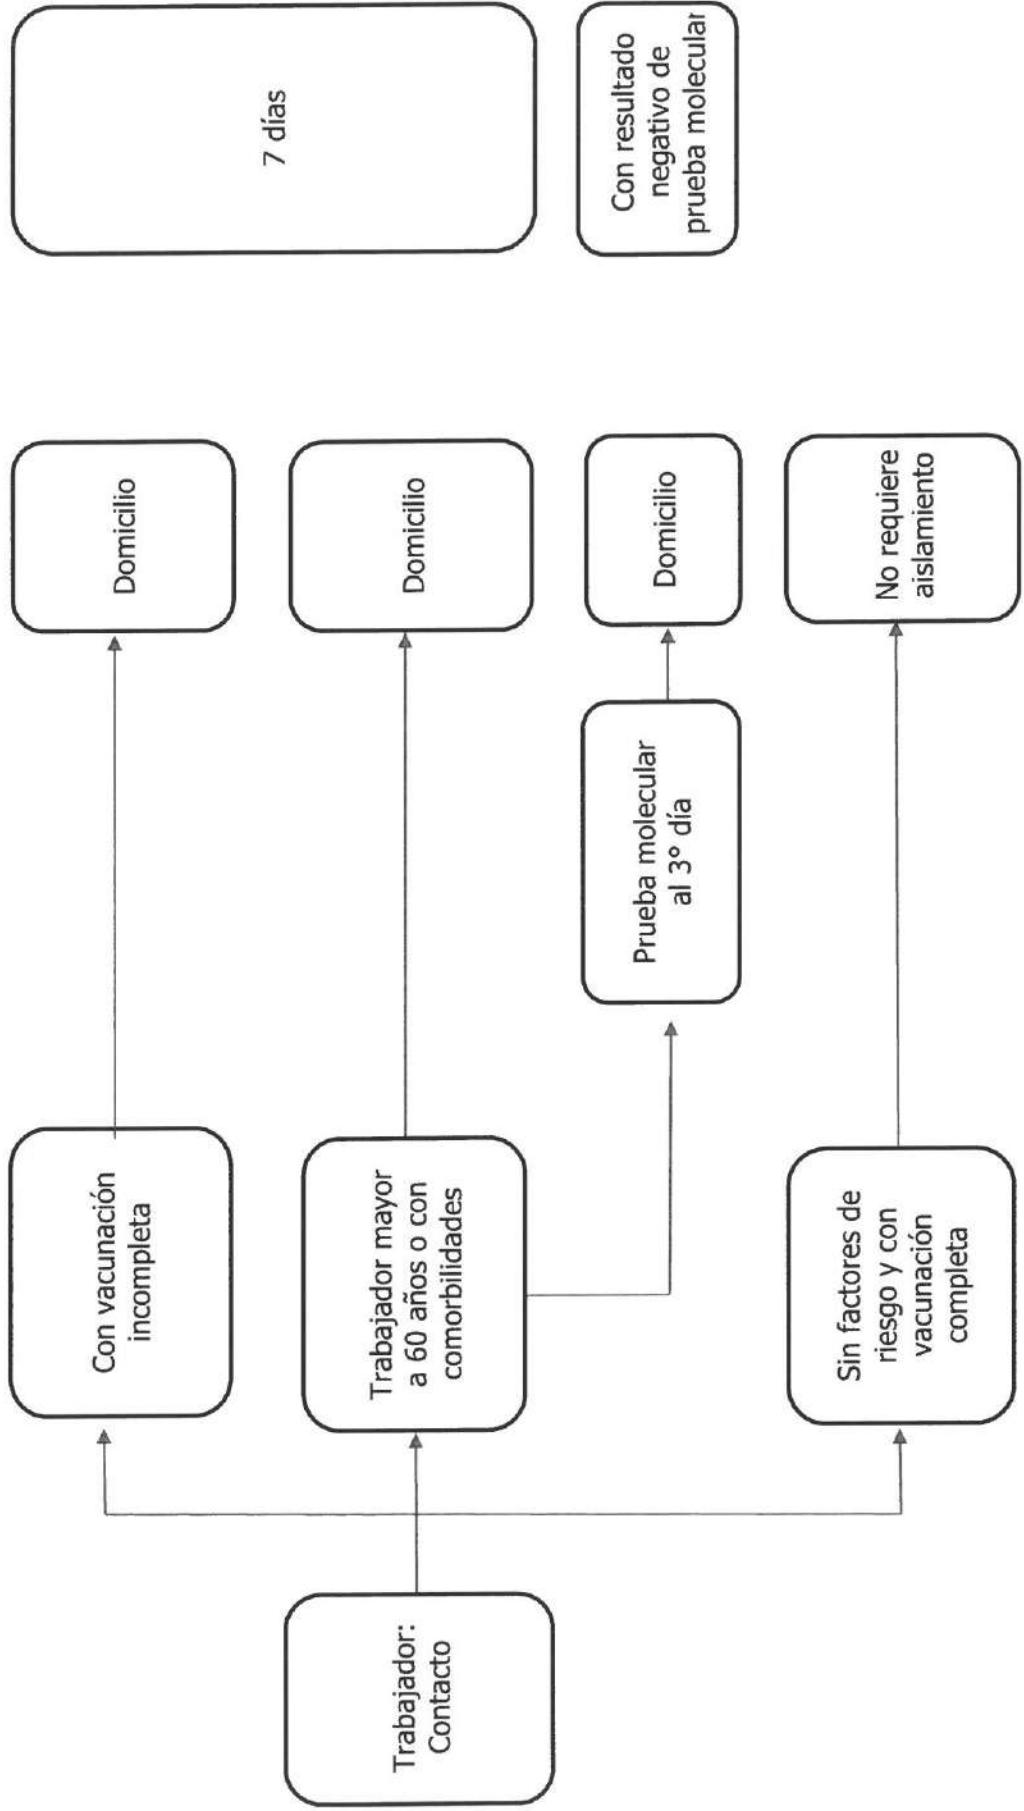 Trabajador:
Contacto
Con vacunación
incompleta
Domicilio
7 días
Trabajador mayor
a 60 años o con
comorbilidades
Domicilio
Prueba molecular
al 3° día
Domicilio
Con resultado
negativo de
prueba molecular
Sin factores de
riesgo y con
vacunación
completa
No requiere
aislamiento